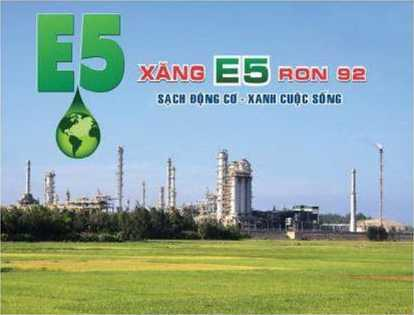 E5
XĂNG E5 RON 92
SẠCH ĐỘNG CƠ - XANH CUỘC SỐNG